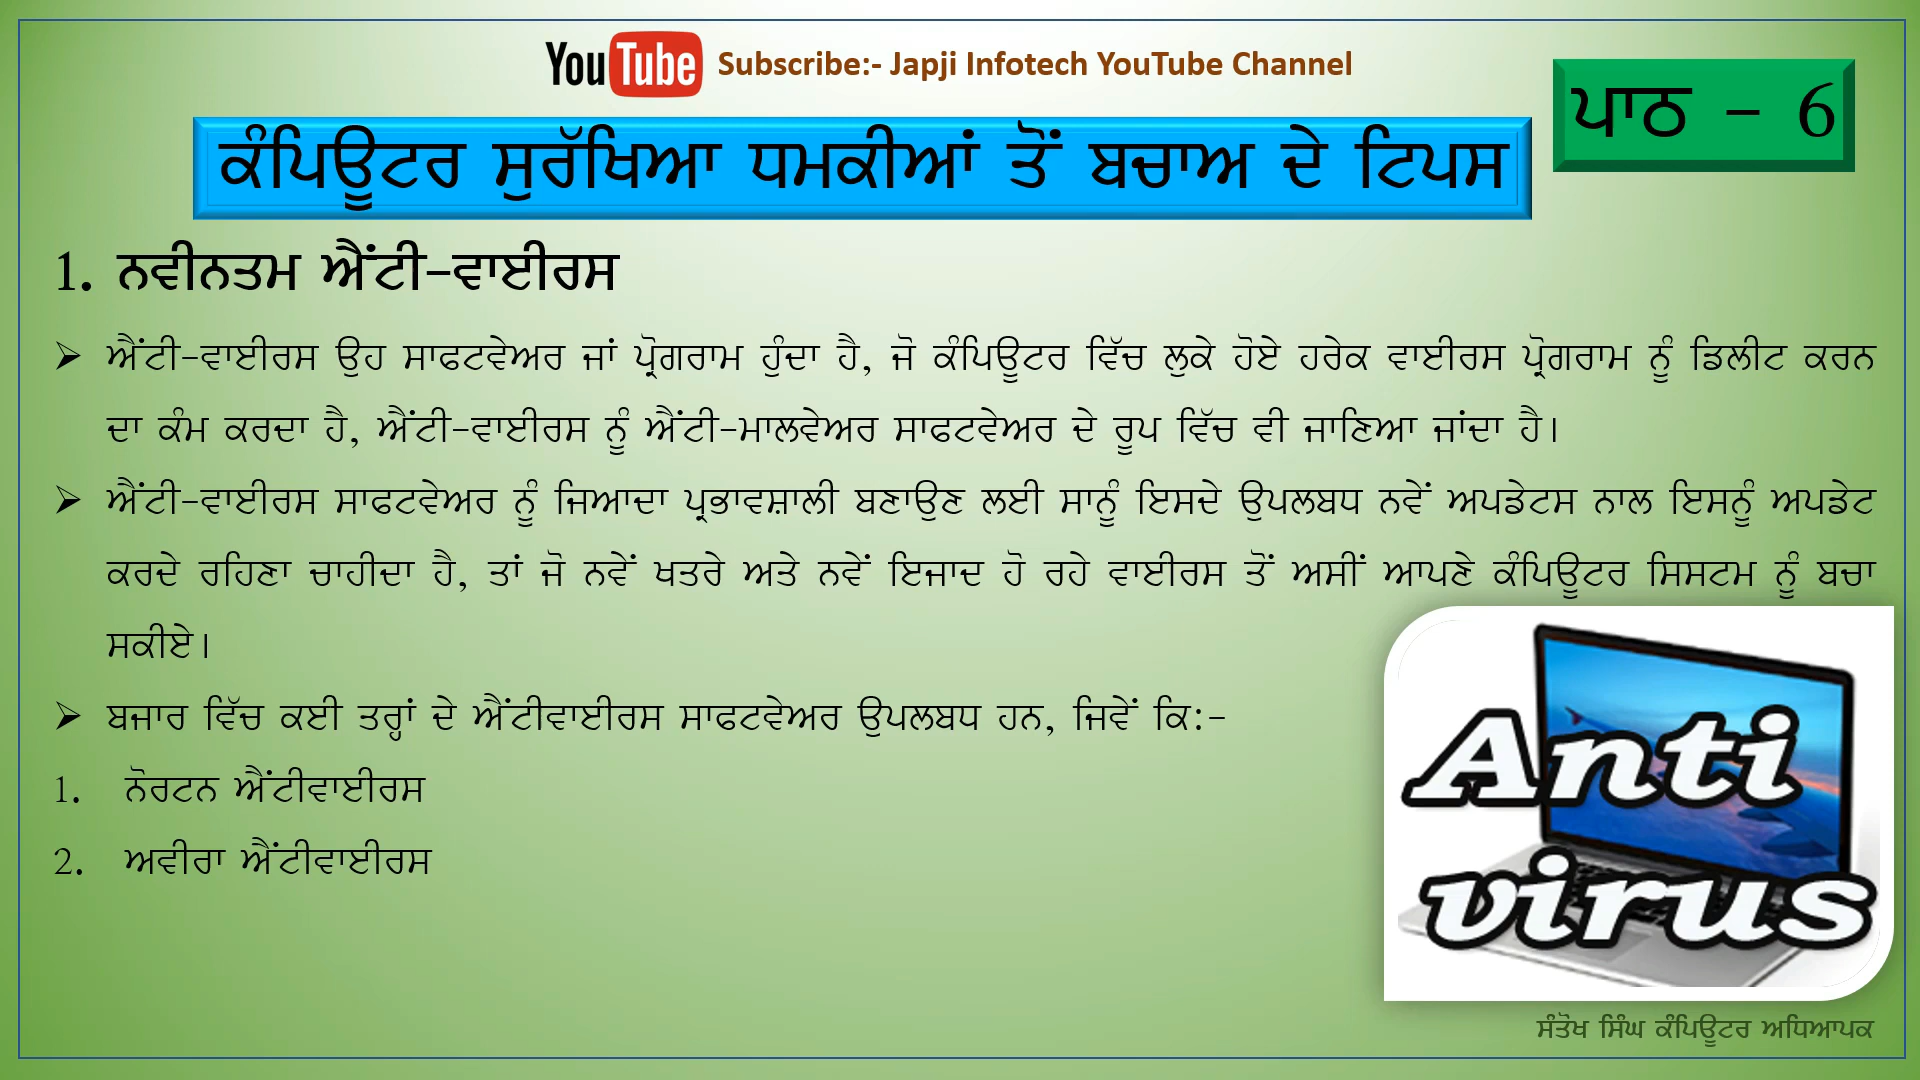 YouTube Subscribe:- Japji Infotech YouTube Channel
ਪਾਠ - 6
ਕੰਪਿਊਟਰ ਸੁਰੱਖਿਆ ਧਮਕੀਆਂ ਤੋਂ ਬਚਾਅ ਦੇ ਟਿਪਸ
1. ਨਵੀਨਤਮ ਐਂਟੀ-ਵਾਈਰਸ
➢ ਐਂਟੀ-ਵਾਈਰਸ ਉਹ ਸਾਫਟਵੇਅਰ ਜਾਂ ਪ੍ਰੋਗਰਾਮ ਹੁੰਦਾ ਹੈ, ਜੋ ਕੰਪਿਊਟਰ ਵਿੱਚ ਲੁਕੇ ਹੋਏ ਹਰੇਕ ਵਾਈਰਸ ਪ੍ਰੋਗਰਾਮ ਨੂੰ ਡਿਲੀਟ ਕਰਨ
ਦਾ ਕੰਮ ਕਰਦਾ ਹੈ, ਐਂਟੀ-ਵਾਈਰਸ ਨੂੰ ਐਂਟੀ-ਮਾਲਵੇਅਰ ਸਾਫਟਵੇਅਰ ਦੇ ਰੂਪ ਵਿੱਚ ਵੀ ਜਾਣਿਆ ਜਾਂਦਾ ਹੈ।
➢ ਐਂਟੀ-ਵਾਈਰਸ ਸਾਫਟਵੇਅਰ ਨੂੰ ਜਿਆਦਾ ਪ੍ਰਭਾਵਸ਼ਾਲੀ ਬਣਾਉਣ ਲਈ ਸਾਨੂੰ ਇਸਦੇ ਉਪਲਬਧ ਨਵੇਂ ਅਪਡੇਟਸ ਨਾਲ ਇਸਨੂੰ ਅਪਡੇਟ
ਕਰਦੇ ਰਹਿਣਾ ਚਾਹੀਦਾ ਹੈ, ਤਾਂ ਜੋ ਨਵੇਂ ਖਤਰੇ ਅਤੇ ਨਵੇਂ ਇਜਾਦ ਹੋ ਰਹੇ ਵਾਈਰਸ ਤੋਂ ਅਸੀਂ ਆਪਣੇ ਕੰਪਿਊਟਰ ਸਿਸਟਮ ਨੂੰ ਬਚਾ
ਸਕੀਏ।
➢ ਬਜਾਰ ਵਿੱਚ ਕਈ ਤਰ੍ਹਾਂ ਦੇ ਐਂਟੀਵਾਈਰਸ ਸਾਫਟਵੇਅਰ ਉਪਲਬਧ ਹਨ, ਜਿਵੇਂ ਕਿ:-
1. ਨੋਰਟਨ ਐਂਟੀਵਾਈਰਸ
2. ਅਵੀਰਾ ਐਂਟੀਵਾਈਰਸ
Anti
virus
ਸੰਤੋਖ ਸਿੰਘ ਕੰਪਿਊਟਰ ਅਧਿਆਪਕ